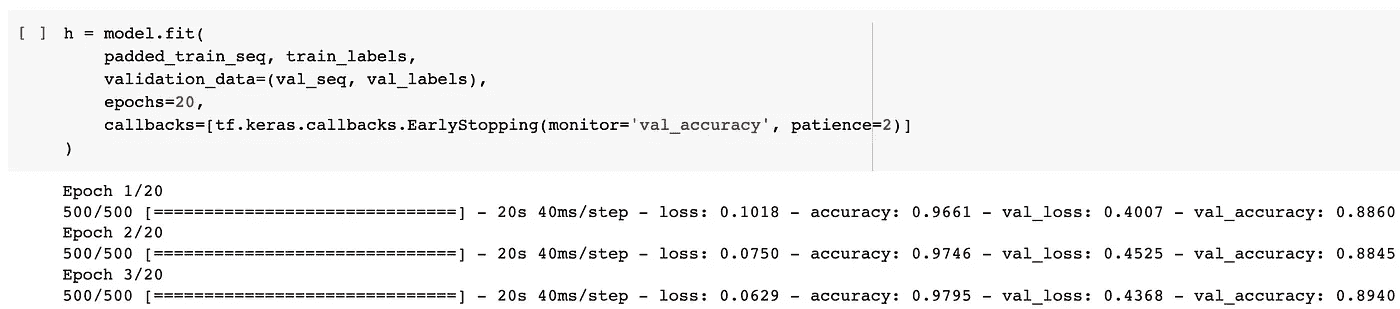 [ ] h = model.fit(
padded_train_seq, train_labels,
validation_data=(val_seq, val_labels),
epochs=20,
callbacks=[tf.keras.callbacks.EarlyStopping(monitor='val_accuracy', patience=2)]
)
Epoch 1/20
500/500 [==============================] - 20s 40ms/step - loss: 0.1018 - accuracy: 0.9661 - val_loss: 0.4007 - val_accuracy: 0.8860
Epoch 2/20
500/500 [==============================] - 20s 40ms/step - loss: 0.0750 - accuracy: 0.9746 - val_loss: 0.4525 - val_accuracy: 0.8845
Epoch 3/20
500/500 [==============================] - 20s 40ms/step - loss: 0.0629 - accuracy: 0.9795 - val_loss: 0.4368 - val_accuracy: 0.8940